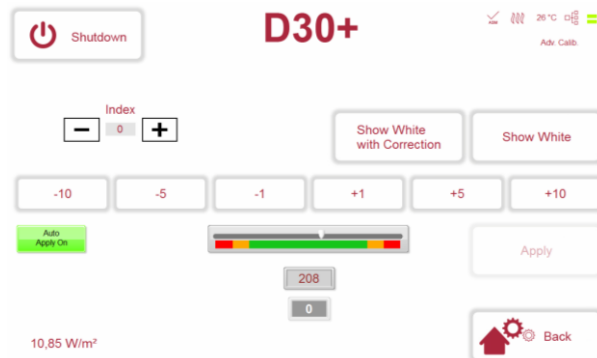 Shutdown
D30+
26°C
Adv. Calib.
Index
0
Show White
with Correction
Show White
-10
-5
-1
+1
+5
+10
Auto
Apply On
Apply
208
0
10,85 W/m²
Back